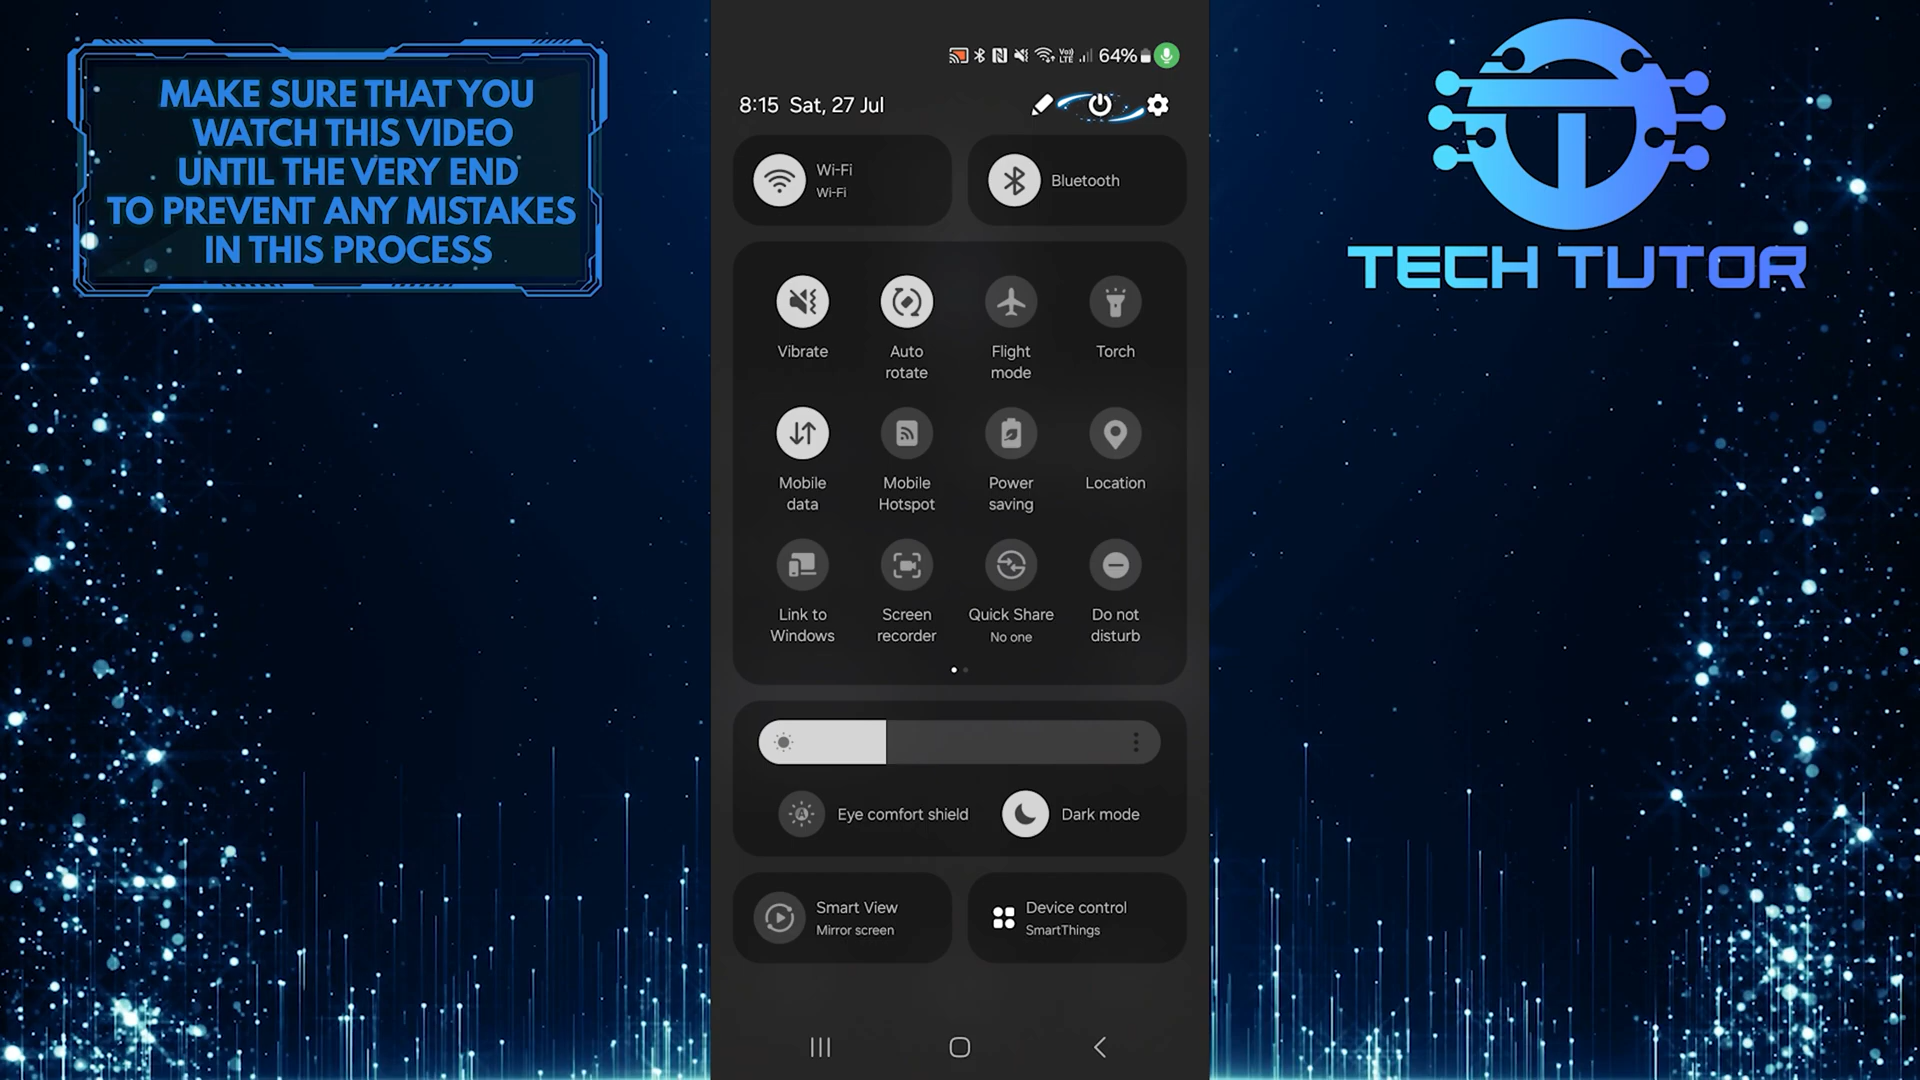 MAKE SURE THAT YOU
WATCH THIS VIDEO
UNTIL THE VERY END
TO PREVENT ANY MISTAKES
IN THIS PROCESS
64%
8:15 Sat, 27 Jul
Wi-Fi
Wi-Fi
Bluetooth
Vibrate
Auto
rotate
Flight
mode
Torch
Mobile
data
Mobile
Hotspot
Power
saving
Location
Link to
Windows
Screen
recorder
Quick Share
No one
Do not
disturb
Eye comfort shield
Dark mode
Smart View
Mirror screen
Device control
SmartThings
TECH TUTOR